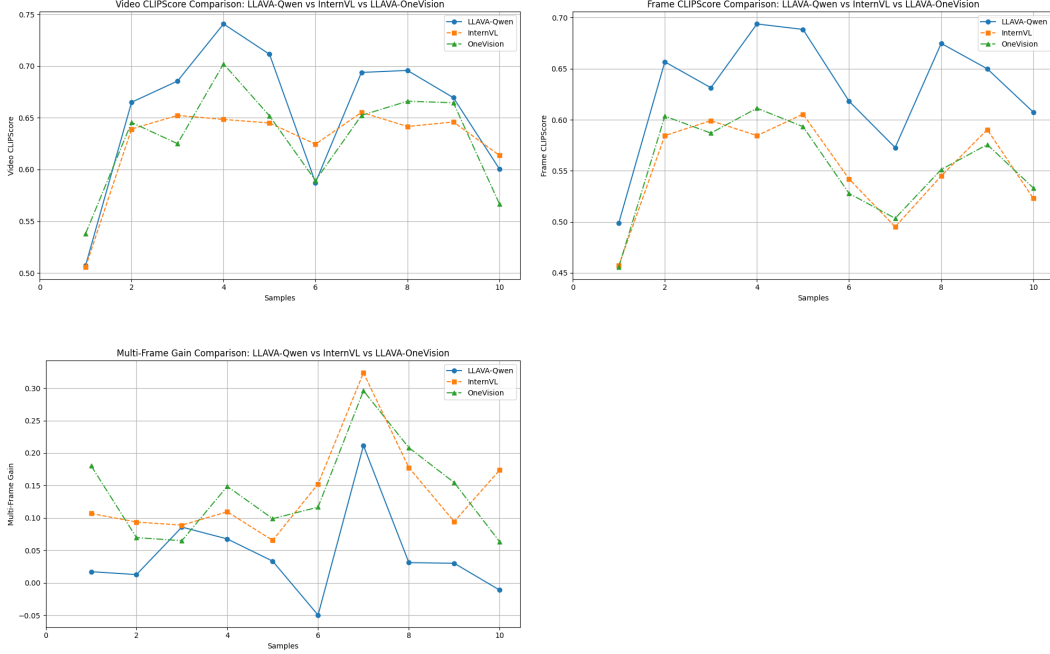 Video CLIPScore Comparison: LLAVA-Qwen vs InternVL vs LLAVA-OneVision
0.75
0.70
0.65
0.60
0.55
0.50
Video CLIPScore
LLAVA-Qwen
InternVL
OneVision
0
2
4
6
8
10
Samples
Frame CLIPScore Comparison: LLAVA-Qwen vs InternVL vs LLAVA-OneVision
0.70
0.65
0.60
0.55
0.50
0.45
Frame CLIPScore
LLAVA-Qwen
InternVL
OneVision
0
2
4
6
8
10
Samples
Multi-Frame Gain Comparison: LLAVA-Qwen vs InternVL vs LLAVA-OneVision
0.30
0.25
0.20
0.15
0.10
0.05
0.00
−0.05
Multi-Frame Gain
LLAVA-Qwen
InternVL
OneVision
0
2
4
6
8
10
Samples